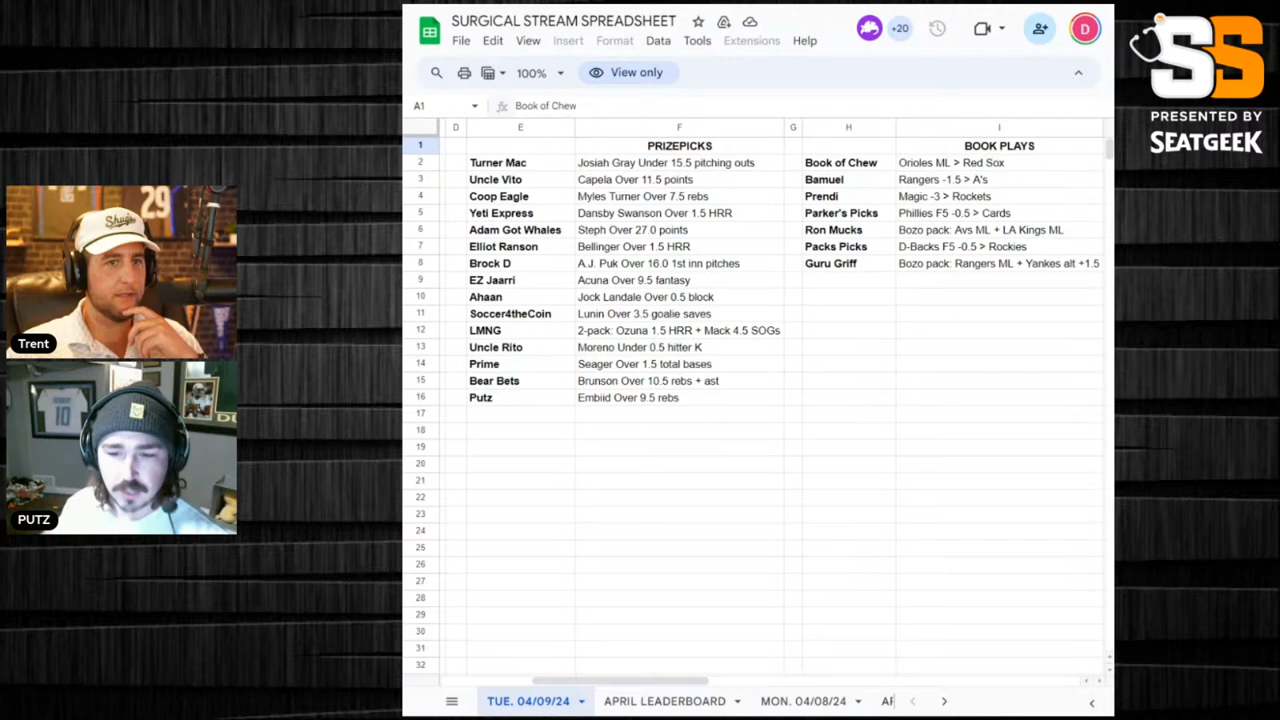 SURGICAL STREAM SPREADSHEET
+20
D
File Edit View Insert Format Data Tools Extensions Help
100% View only
A1 fx Book of Chew
D E F G H I
1 PRIZEPICKS BOOK PLAYS
2 Turner Mac Josiah Gray Under 15.5 pitching outs Book of Chew Orioles ML > Red Sox
3 Uncle Vito Capela Over 11.5 points Bamuel Rangers -1.5 > A's
4 Coop Eagle Myles Turner Over 7.5 rebs Prendi Magic -3 > Rockets
5 Yeti Express Dansby Swanson Over 1.5 HRR Parker's Picks Phillies F5 -0.5 > Cards
6 Adam Got Whales Steph Over 27.0 points Ron Mucks Bozo pack: Avs ML + LA Kings ML
7 Elliot Ranson Bellinger Over 1.5 HRR Packs Picks D-Backs F5 -0.5 > Rockies
8 Brock D A.J. Puk Over 16.0 1st inn pitches Guru Griff Bozo pack: Rangers ML + Yankes alt +1.5
9 EZ Jaarri Acuna Over 9.5 fantasy
10 Ahaan Jock Landale Over 0.5 block
11 Soccer4theCoin Lunin Over 3.5 goalie saves
12 LMNG 2-pack: Ozuna 1.5 HRR + Mack 4.5 SOGs
13 Uncle Rito Moreno Under 0.5 hitter K
14 Prime Seager Over 1.5 total bases
15 Bear Bets Brunson Over 10.5 rebs + ast
16 Putz Embiid Over 9.5 rebs
17
18
19
20
21
22
23
24
25
26
27
28
29
30
31
32
TUE. 04/09/24 APRIL LEADERBOARD MON. 04/08/24
SS
PRESENTED BY
SEATGEEK
29
Shugs
Trent
10
PUTZ